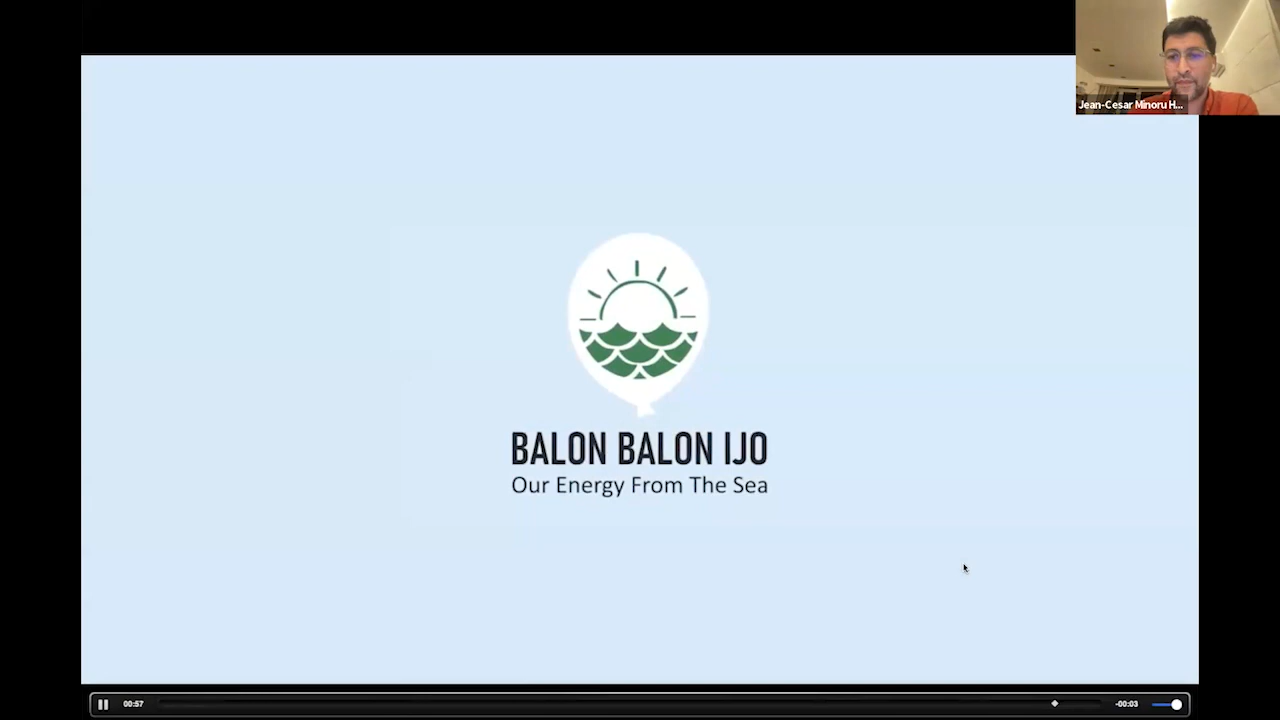 Jean-Cesar Minoru H...
BALON BALON IJO
Our Energy From The Sea
00:57
-00:03